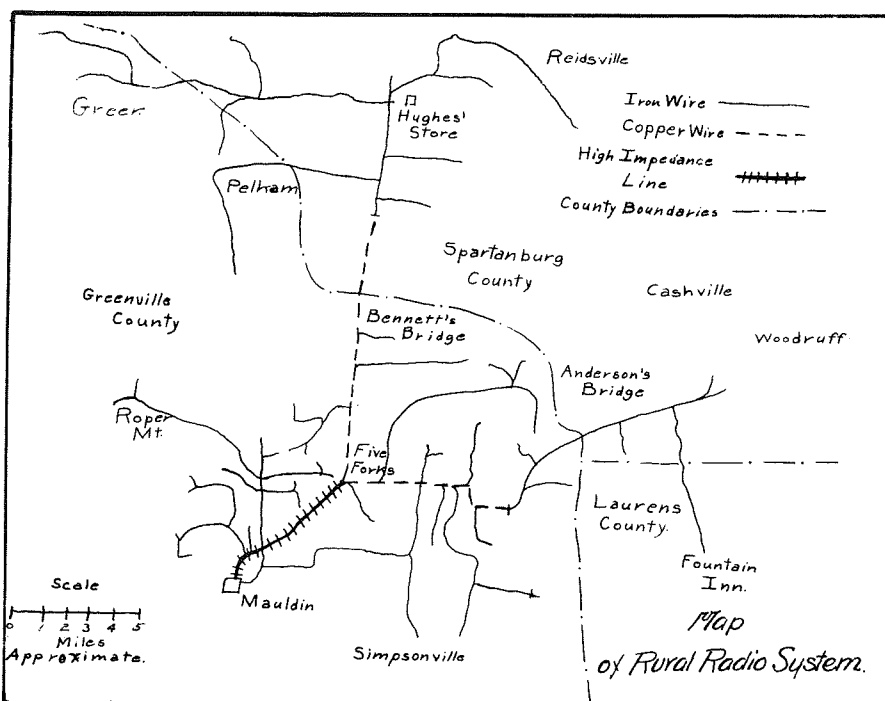 Reidsville
Greer.
Hughes'
Store
Iron Wire
Copper Wire
High Impedance
Line
County Boundaries
Pelham
Spartanburg
County
Cashville
Greenville
County
Bennett's
Bridge
Woodruff
Anderson's
Bridge
Roper
Mt.
Five
Forks
Laurens
County.
Fountain
Inn.
Scale
0 1 2 3 4 5
Miles
Approximate.
Mauldin
Simpsonville
Map
of Rural Radio System.